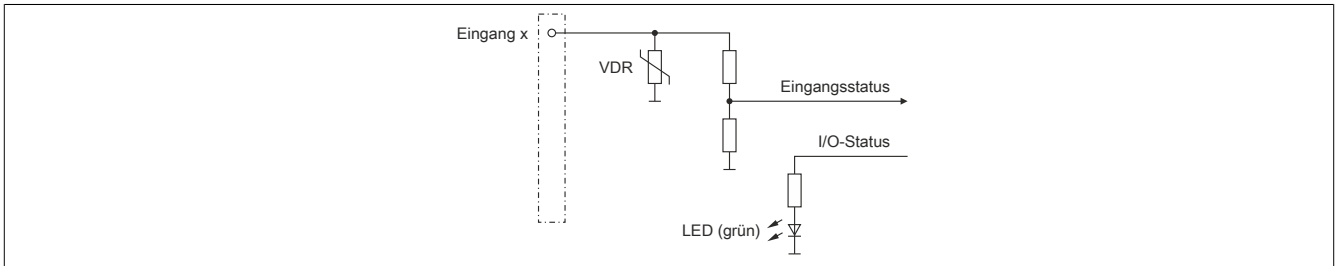 Eingang x
VDR
Eingangsstatus
I/O-Status
LED (grün)